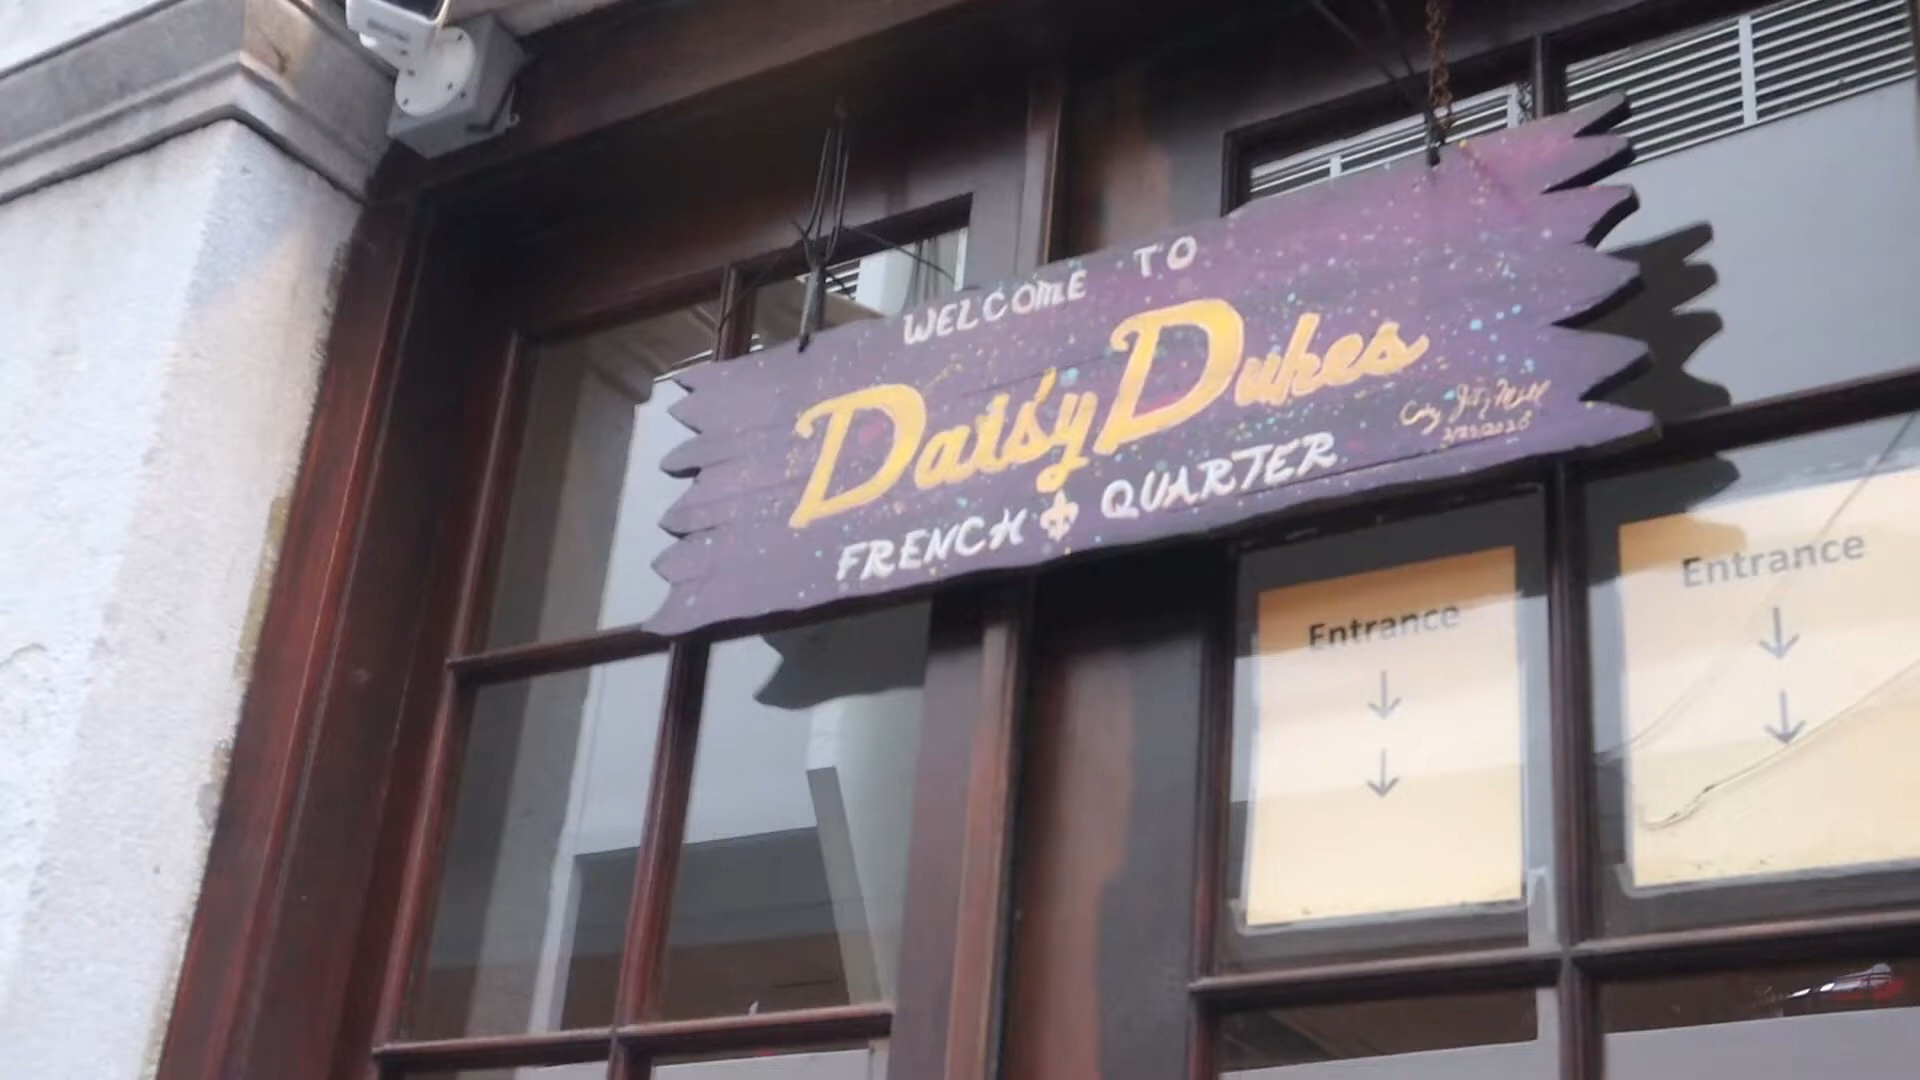 WELCOME TO
Daisy Dukes
FRENCH QUARTER
Entrance
Entrance